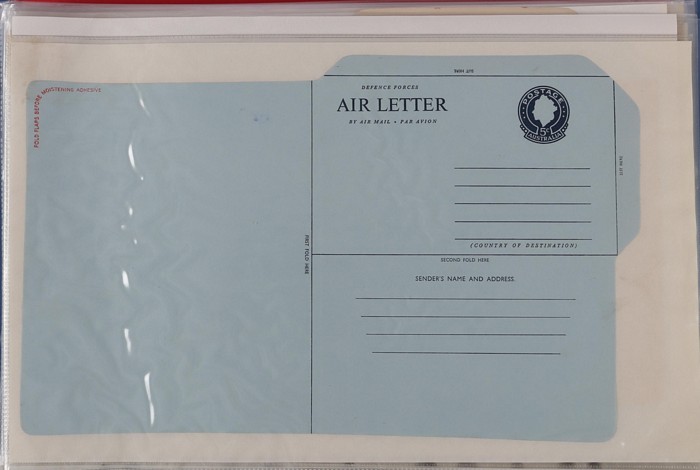 FOLD FLAPS BEFORE MOISTENING ADHESIVE
DEFENCE FORCES
AIR LETTER
BY AIR MAIL • PAR AVION
POSTAGE
5c
AUSTRALIA
(COUNTRY OF DESTINATION)
FIRST FOLD HERE
SECOND FOLD HERE
SENDER'S NAME AND ADDRESS.